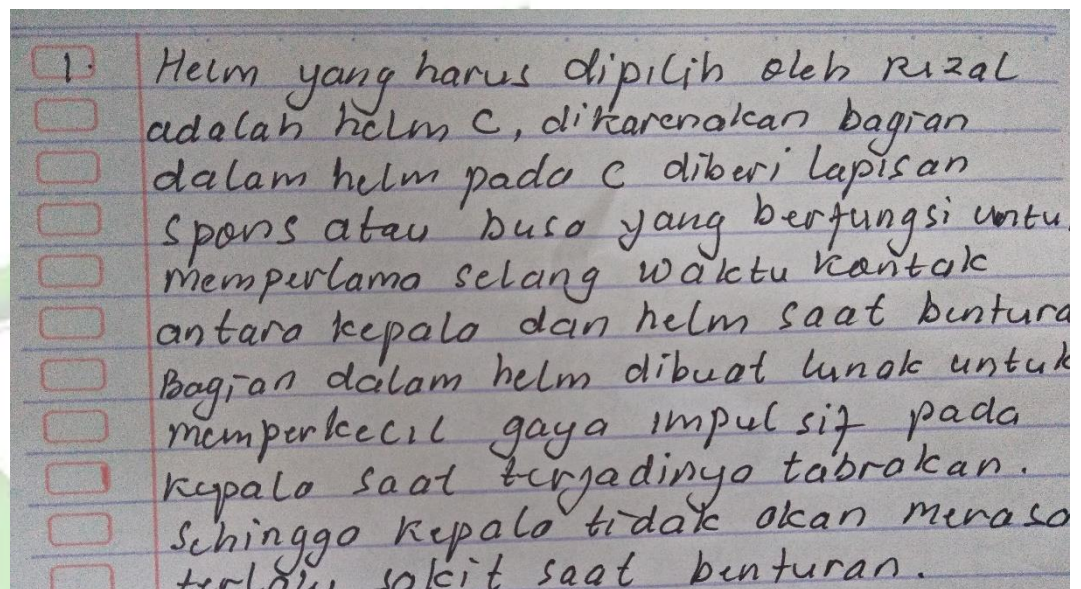 1. Helm yang harus dipilih oleh Rizal
adalah helm C, dikarenakan bagian
dalam helm pada C diberi lapisan
spons atau busa yang berfungsi untu
memperlama selang waktu kontak
antara kepala dan helm saat bentura
Bagian dalam helm dibuat lunak untuk
memperkecil gaya impulsif pada
kepala saat terjadinya tabrakan.
Sehingga kepala tidak akan merasa
terlalu sakit saat benturan.